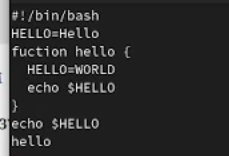 #!/bin/bash
HELLO=Hello
fuction hello {
  HELLO=WORLD
  echo $HELLO
}
echo $HELLO
hello